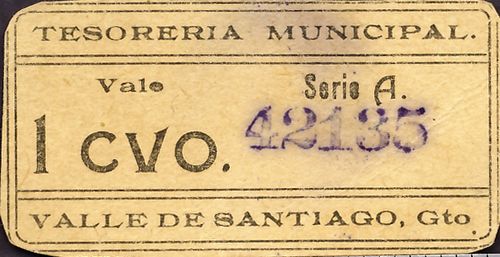 TESORERIA MUNICIPAL.
Vale Serie A.
1 CVO. 42135
VALLE DE SANTIAGO, Gto